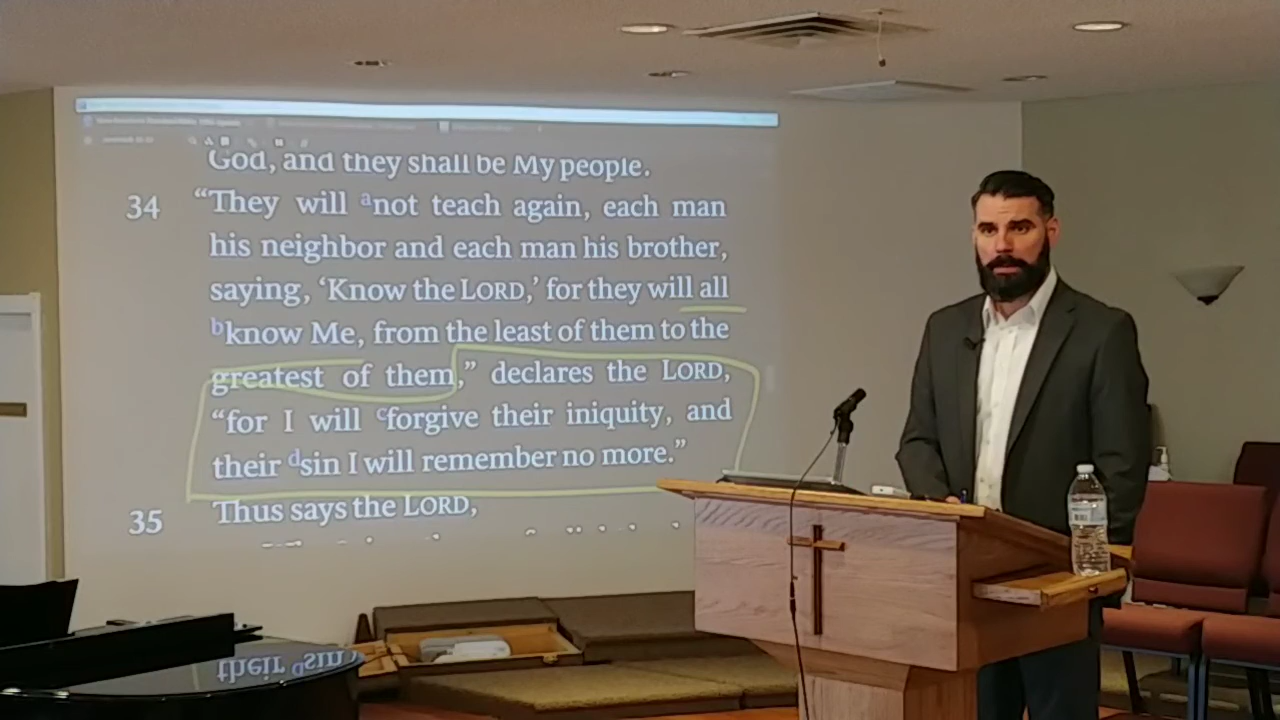 God, and they shall be My people.
34 “They will ᵃnot teach again, each man
his neighbor and each man his brother,
saying, ‘Know the LORD,’ for they will all
ᵇknow Me, from the least of them to the
greatest of them,” declares the LORD,
“for I will ᶜforgive their iniquity, and
their ᵈsin I will remember no more.”
35 Thus says the LORD,
their ᵈsin